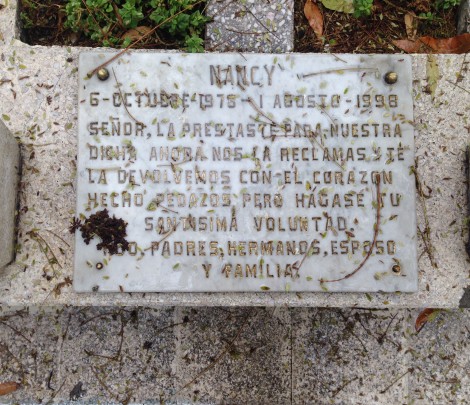 NANCY
6-OCTUBRE-1975-1 AGOSTO-1998
SEÑOR, LA PRESTASTE PARA NUESTRA
DICHA AHORA NOS LA RECLAMAS, TE
LA DEVOLVEMOS CON EL CORAZON
HECHO PEDAZOS PERO HAGASE TU
SANTISIMA VOLUNTAD
PADRES, HERMANOS, ESPOSO
Y FAMILIA